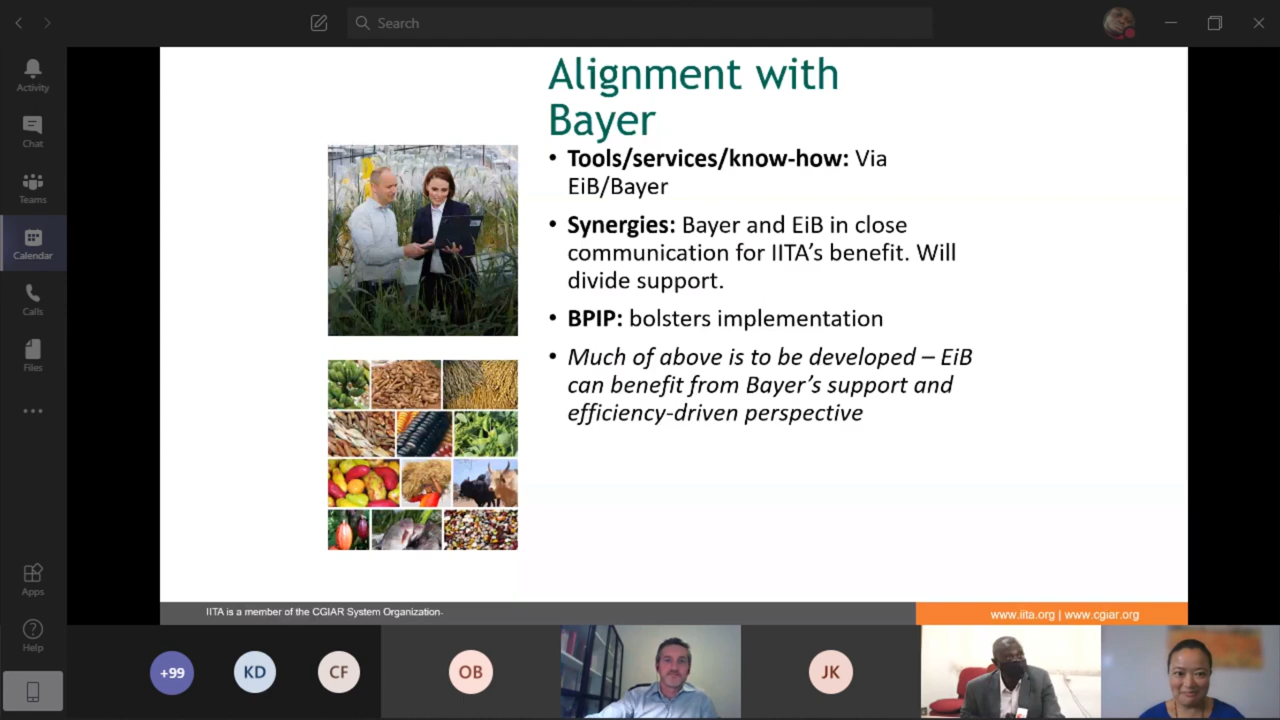 Search
Activity
Chat
Teams
Calendar
Calls
Files
Apps
Help
Alignment with
Bayer
• Tools/services/know-how: Via
EiB/Bayer
• Synergies: Bayer and EiB in close
communication for IITA's benefit. Will
divide support.
• BPIP: bolsters implementation
• Much of above is to be developed – EiB
can benefit from Bayer's support and
efficiency-driven perspective
IITA is a member of the CGIAR System Organization.
www.iita.org | www.cgiar.org
+99
KD
CF
OB
JK